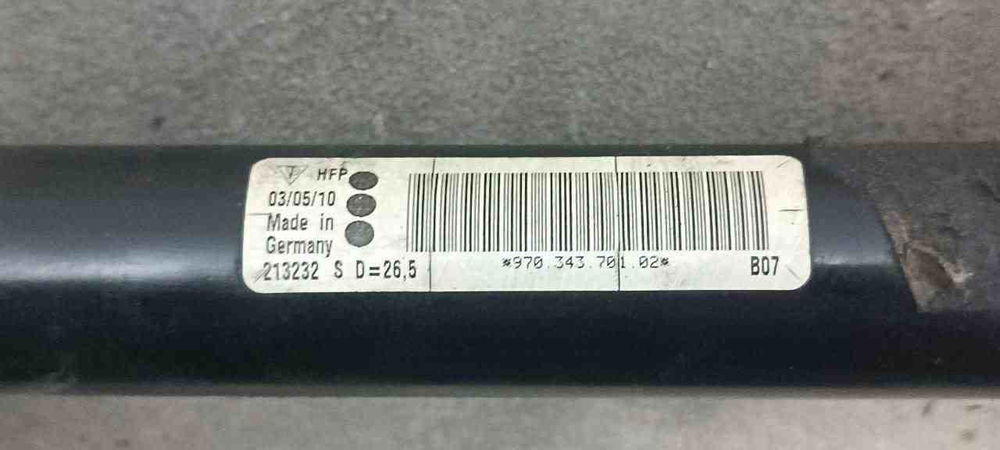 HFP
03/05/10
Made in
Germany
213232 S D=26,5
*970.343.701.02*
B07